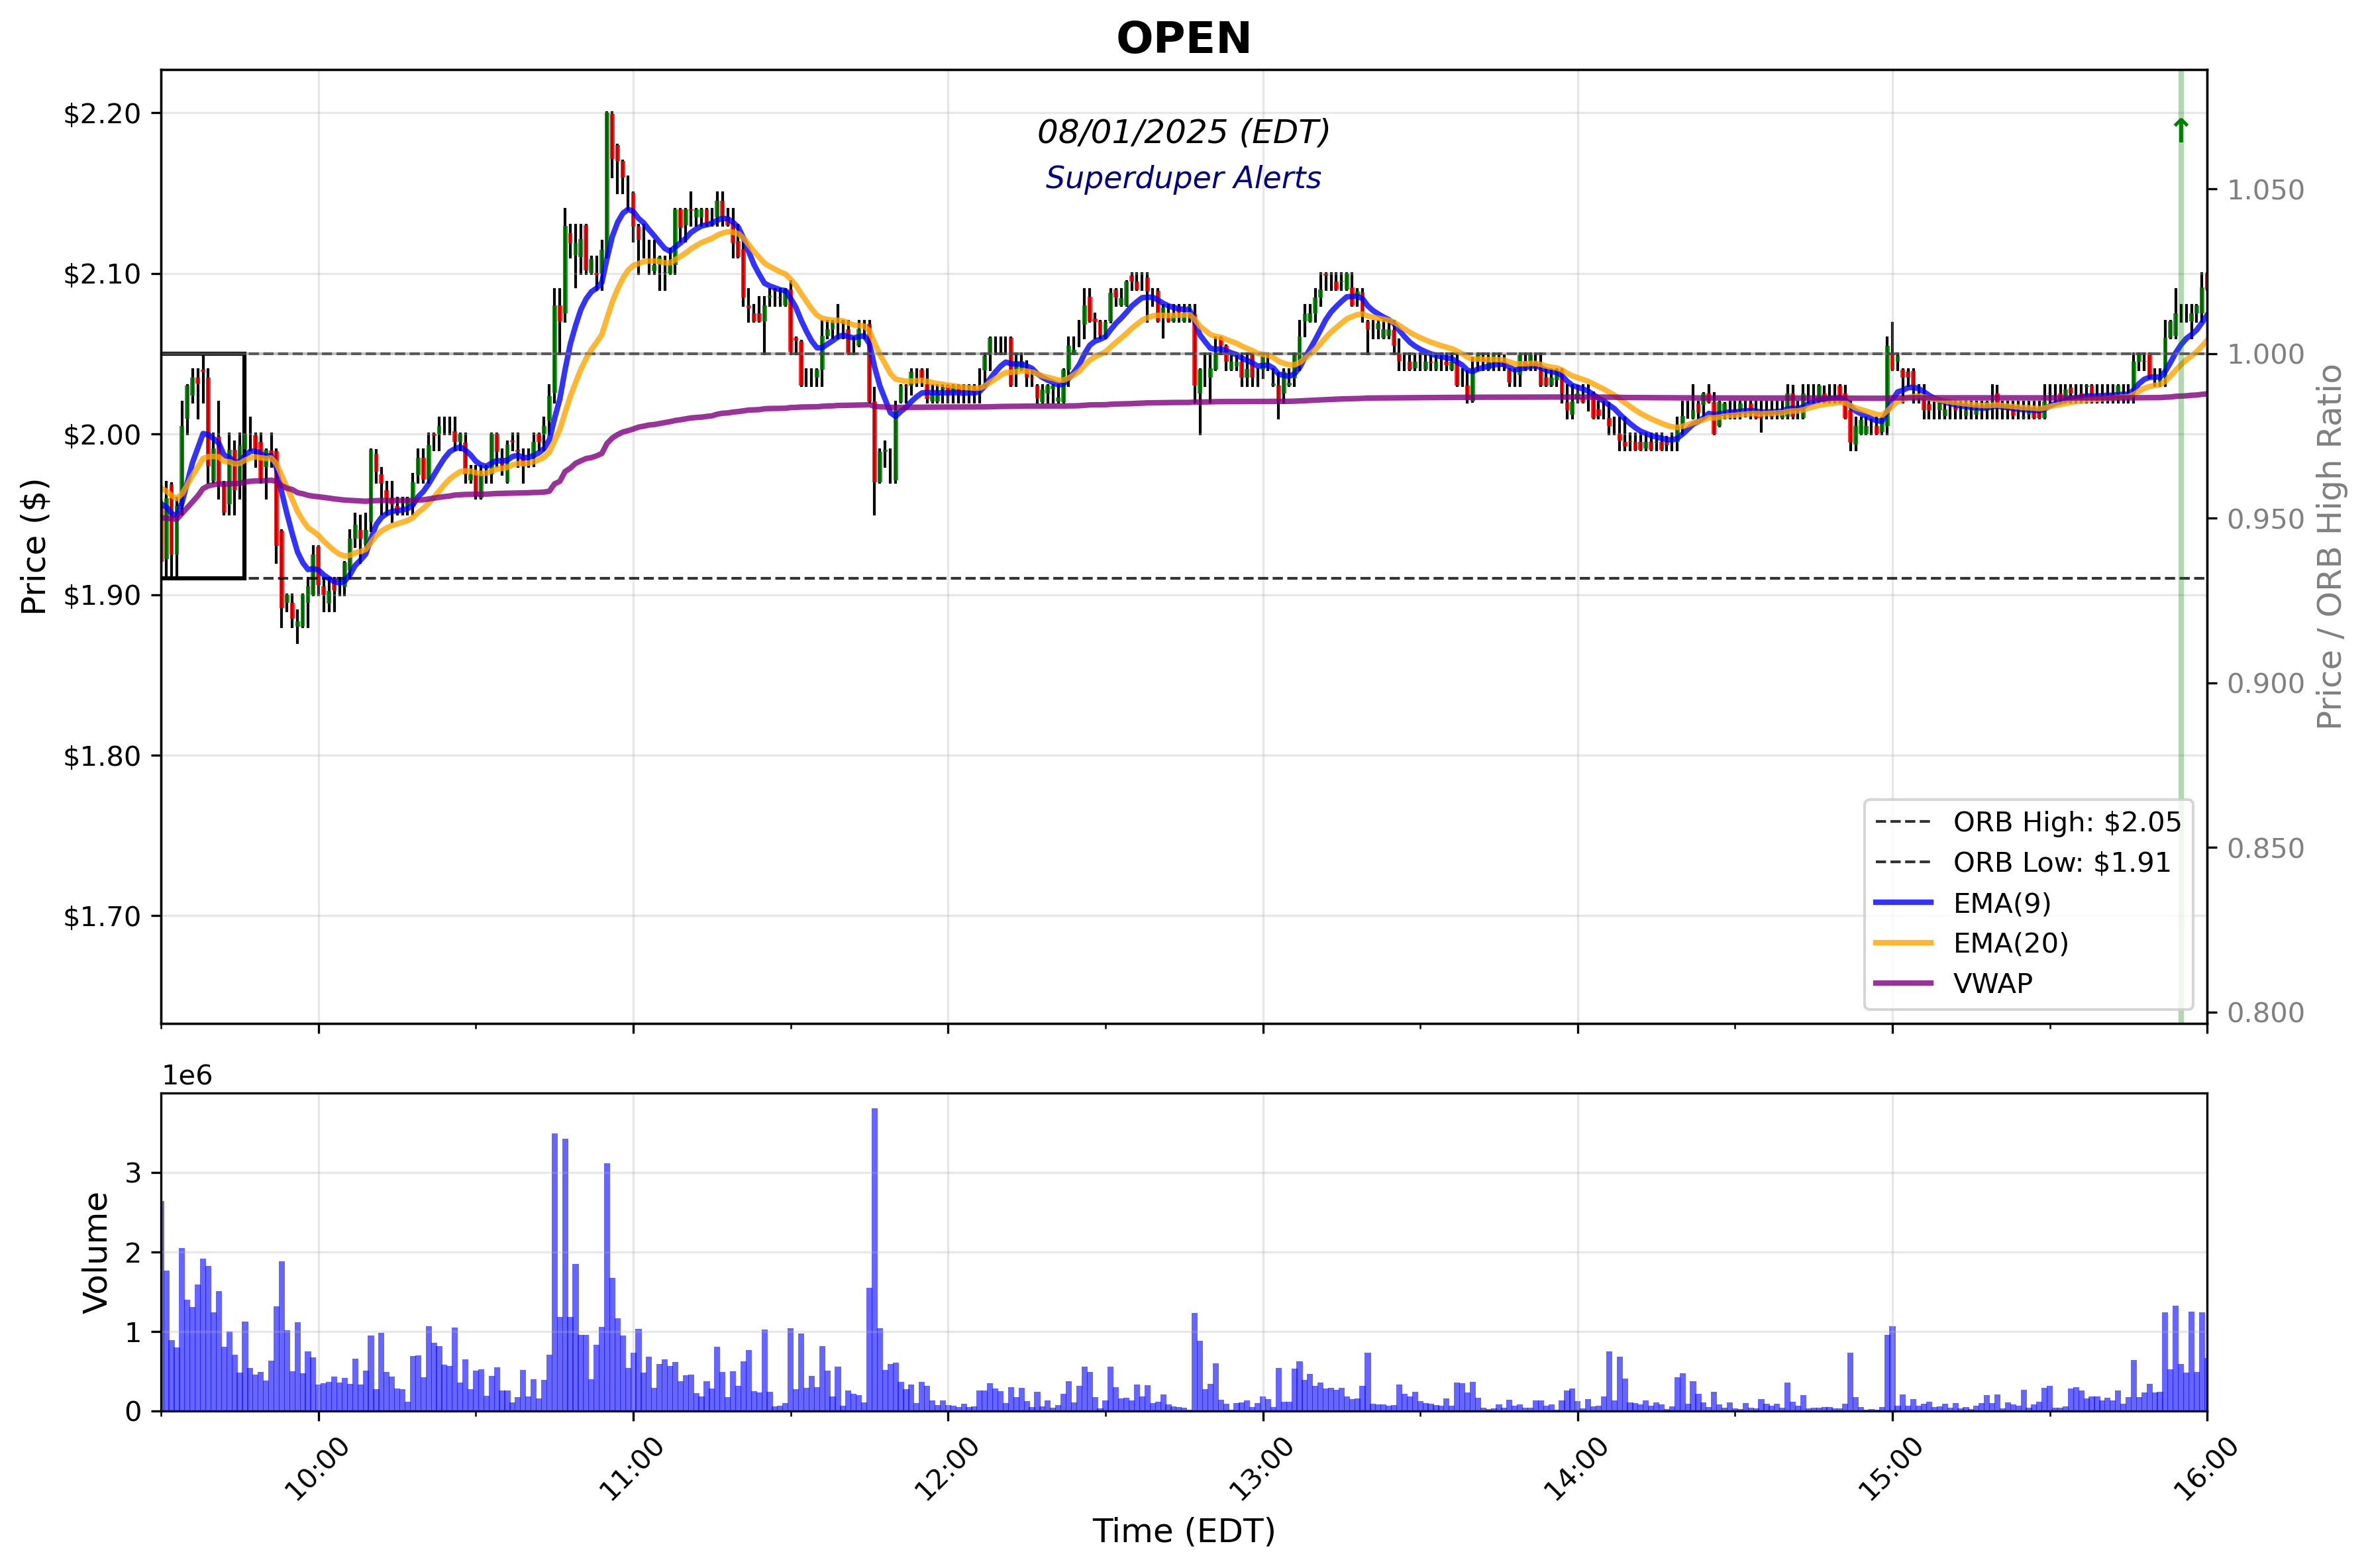 OPEN
08/01/2025 (EDT)
Superduper Alerts
Price ($)
$2.20
$2.10
$2.00
$1.90
$1.80
$1.70
1.050
1.000
0.950
0.900
0.850
0.800
Price / ORB High Ratio
ORB High: $2.05
ORB Low: $1.91
EMA(9)
EMA(20)
VWAP
1e6
Volume
3
2
1
0
10:00
11:00
12:00
13:00
14:00
15:00
16:00
Time (EDT)